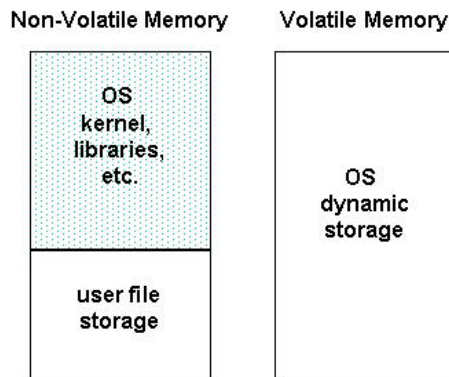 Non-Volatile Memory
OS
kernel,
libraries,
etc.
user file
storage
Volatile Memory
OS
dynamic
storage